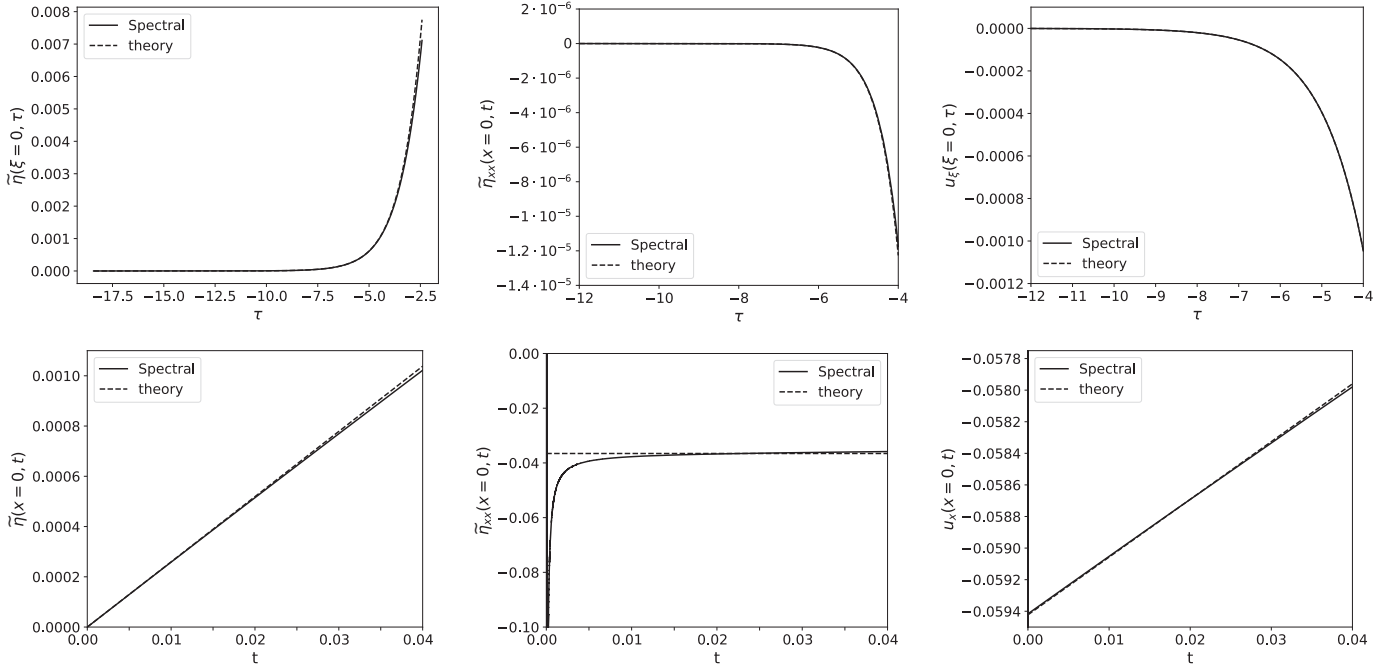 0.008
0.007
0.006
0.005
0.004
0.003
0.002
0.001
0.000
η̃(ξ = 0, τ)
Spectral
theory
−17.5 −15.0 −12.5 −10.0 −7.5 −5.0 −2.5
τ
2·10⁻⁶
0
−2·10⁻⁶
−4·10⁻⁶
−6·10⁻⁶
−8·10⁻⁶
−1·10⁻⁵
−1.2·10⁻⁵
−1.4·10⁻⁵
η̃ₓₓ(x = 0, t)
Spectral
theory
−12 −10 −8 −6 −4
τ
0.0000
−0.0002
−0.0004
−0.0006
−0.0008
−0.0010
−0.0012
u_ξ(ξ = 0, τ)
Spectral
theory
−12 −11 −10 −9 −8 −7 −6 −5 −4
τ
0.0010
0.0008
0.0006
0.0004
0.0002
0.0000
η̃(x = 0, t)
Spectral
theory
0.00 0.01 0.02 0.03 0.04
t
0.00
−0.02
−0.04
−0.06
−0.08
−0.10
η̃ₓₓ(x = 0, t)
Spectral
theory
0.00 0.01 0.02 0.03 0.04
t
−0.0578
−0.0580
−0.0582
−0.0584
−0.0586
−0.0588
−0.0590
−0.0592
−0.0594
uₓ(x = 0, t)
Spectral
theory
0.00 0.01 0.02 0.03 0.04
t